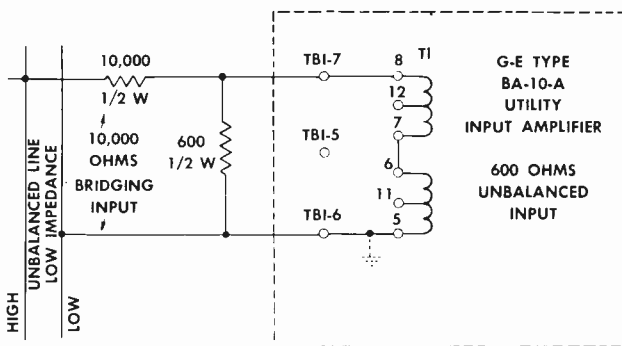 10,000
1/2 W
10,000
OHMS
BRIDGING
INPUT
600
1/2 W
UNBALANCED LINE
LOW IMPEDANCE
HIGH
LOW
TBI-7
TBI-5
TBI-6
8
TI
12
7
6
11
5
G-E TYPE
BA-10-A
UTILITY
INPUT AMPLIFIER
600 OHMS
UNBALANCED
INPUT